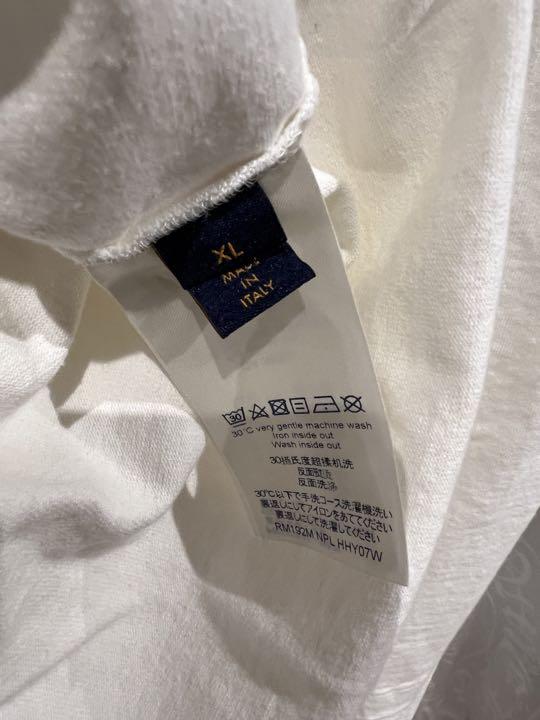 XL
MADE
IN
ITALY
30
30°C very gentle machine wash
Iron inside out
Wash inside out
30摄氏度超揉机洗
反面熨烫
反面洗涤
30℃以下で手洗コース洗濯機洗い
裏返しにしてアイロンをあててください
裏返しにして洗濯してください
RM192M NPL HHY07W